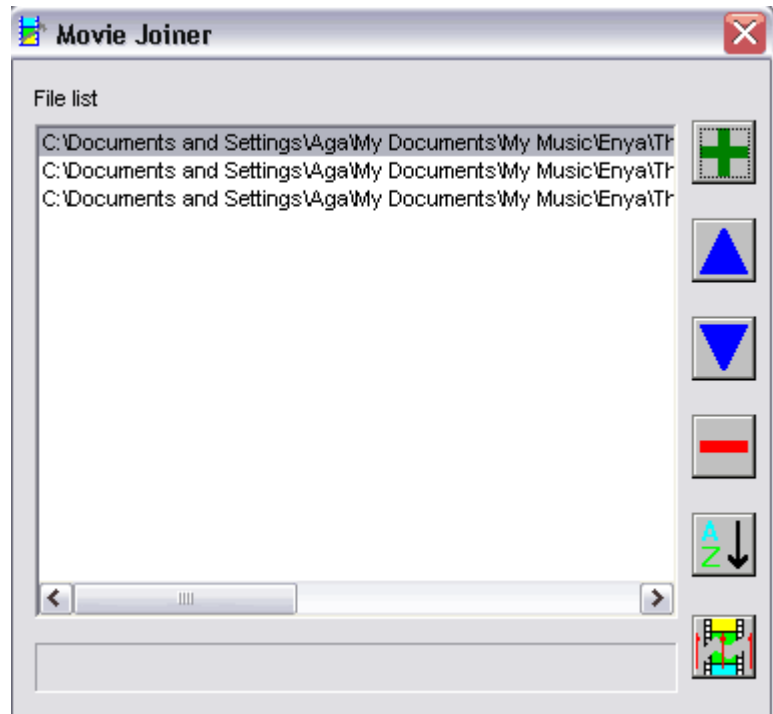 Movie Joiner
File list
C:\Documents and Settings\Aga\My Documents\My Music\Enya\Th
C:\Documents and Settings\Aga\My Documents\My Music\Enya\Th
C:\Documents and Settings\Aga\My Documents\My Music\Enya\Th
A
Z